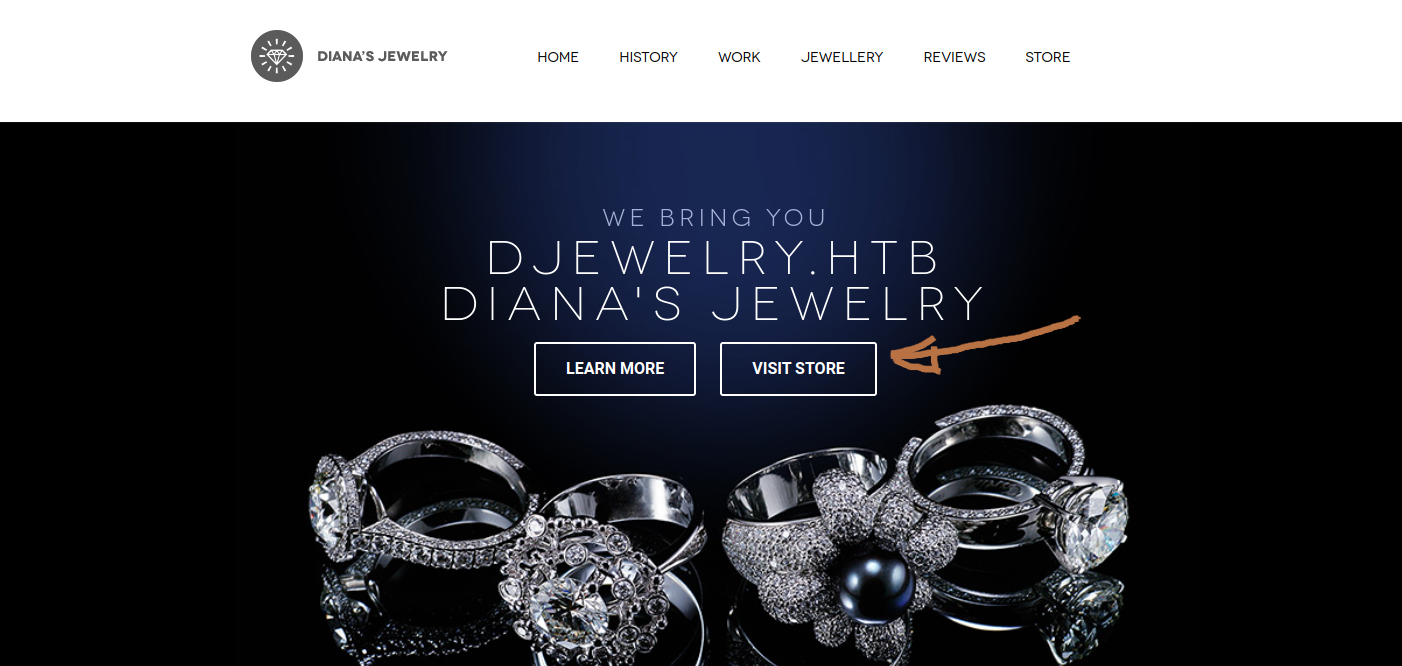 DIANA'S JEWELRY
HOME HISTORY WORK JEWELLERY REVIEWS STORE
WE BRING YOU
DJEWELRY.HTB
DIANA'S JEWELRY
LEARN MORE VISIT STORE